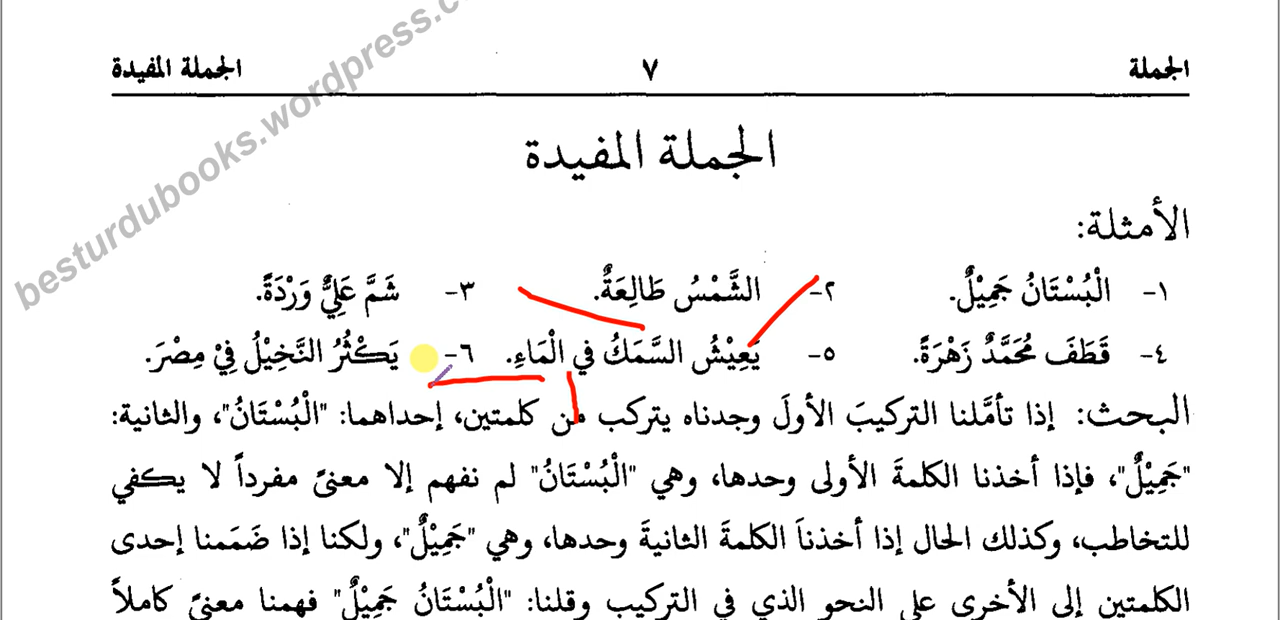 الجملة ٧ الجملة المفيدة
الجملة المفيدة
الأمثلة:
١- الْبُسْتَانُ جَمِيْلٌ. ٢- الشَّمْسُ طَالِعَةٌ. ٣- شَمَّ عَلِيٌّ وَرْدَةً.
٤- قَطَفَ مُحَمَّدٌ زَهْرَةً. ٥- يَعِيْشُ السَّمَكُ في الْمَاءِ. ٦- يَكْثُرُ النَّخِيْلُ فِيْ مِصْرَ.
البحث: إذا تأمَّلنا التركيبَ الأولَ وجدناه يتركب من كلمتين، إحداهما: "الْبُسْتَانُ"، والثانية:
"جَمِيْلٌ"، فإذا أخذنا الكلمةَ الأولى وحدها، وهي "الْبُسْتَانُ" لم نفهم إلا معنىً مفرداً لا يكفي
للتخاطب، وكذلك الحال إذا أخذناَ الكلمةَ الثانيةَ وحدها، وهي "جَمِيْلٌ"، ولكنا إذا ضَمَمنا إحدى
الكلمتين إلى الأخرى على النحو الذي في التركيب وقلنا: "الْبُسْتَانُ جَمِيْلٌ" فهمنا معنىً كاملاً
besturdubooks.wordpress.c